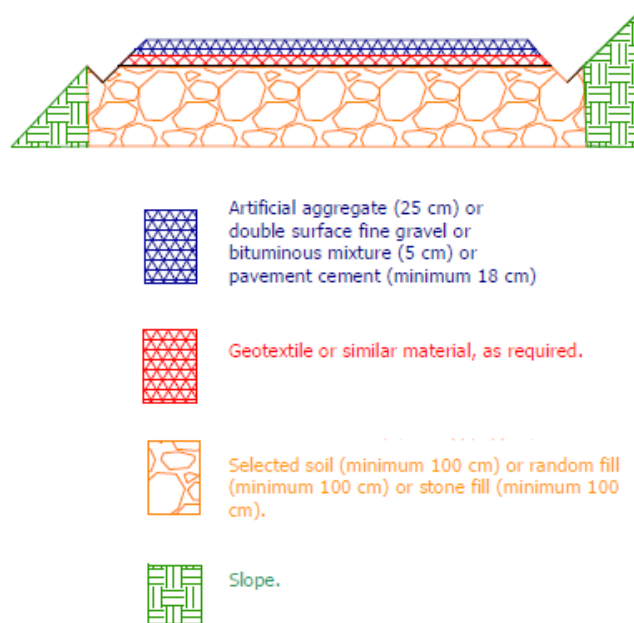 Artificial aggregate (25 cm) or
double surface fine gravel or
bituminous mixture (5 cm) or
pavement cement (minimum 18 cm)
Geotextile or similar material, as required.
Selected soil (minimum 100 cm) or random fill
(minimum 100 cm) or stone fill (minimum 100
cm).
Slope.